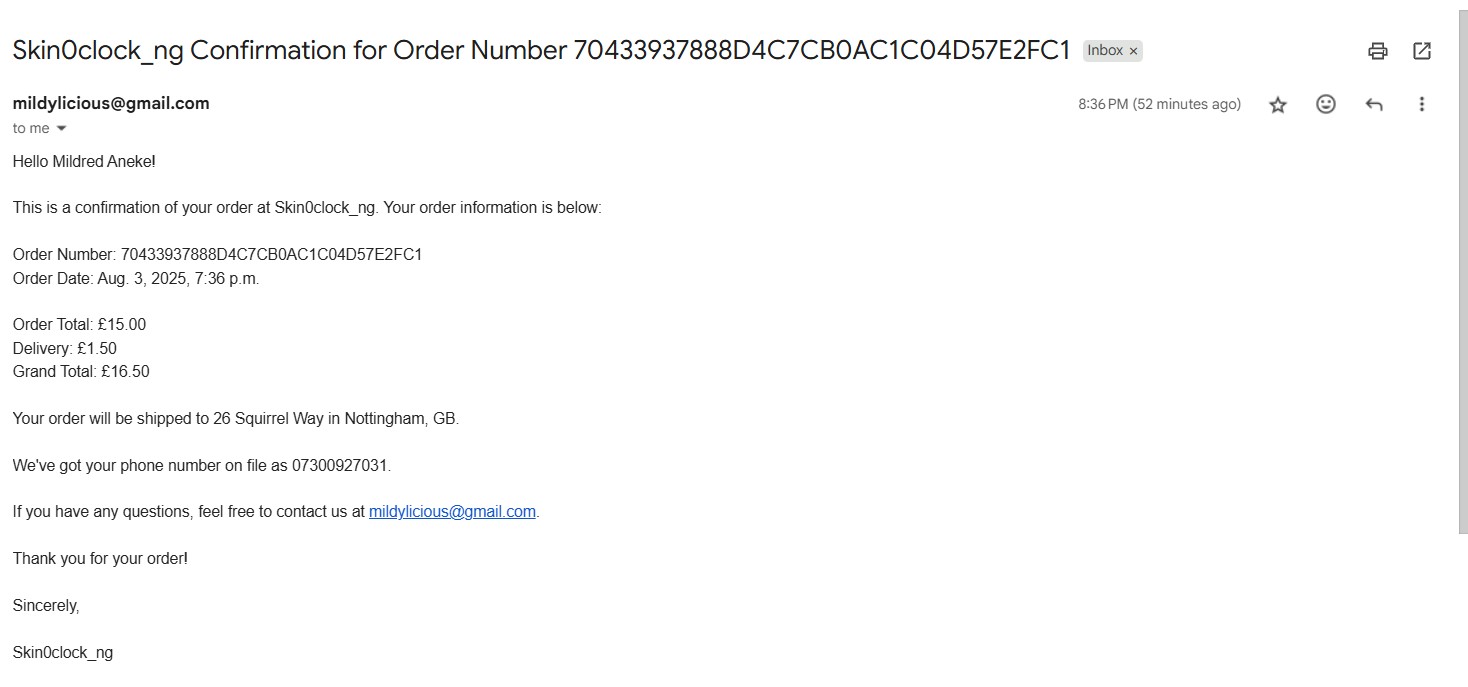 Skin0clock_ng Confirmation for Order Number 70433937888D4C7CB0AC1C04D57E2FC1 Inbox ×
mildylicious@gmail.com 8:36 PM (52 minutes ago)
to me
Hello Mildred Aneke!
This is a confirmation of your order at Skin0clock_ng. Your order information is below:
Order Number: 70433937888D4C7CB0AC1C04D57E2FC1
Order Date: Aug. 3, 2025, 7:36 p.m.
Order Total: £15.00
Delivery: £1.50
Grand Total: £16.50
Your order will be shipped to 26 Squirrel Way in Nottingham, GB.
We've got your phone number on file as 07300927031.
If you have any questions, feel free to contact us at mildylicious@gmail.com.
Thank you for your order!
Sincerely,
Skin0clock_ng